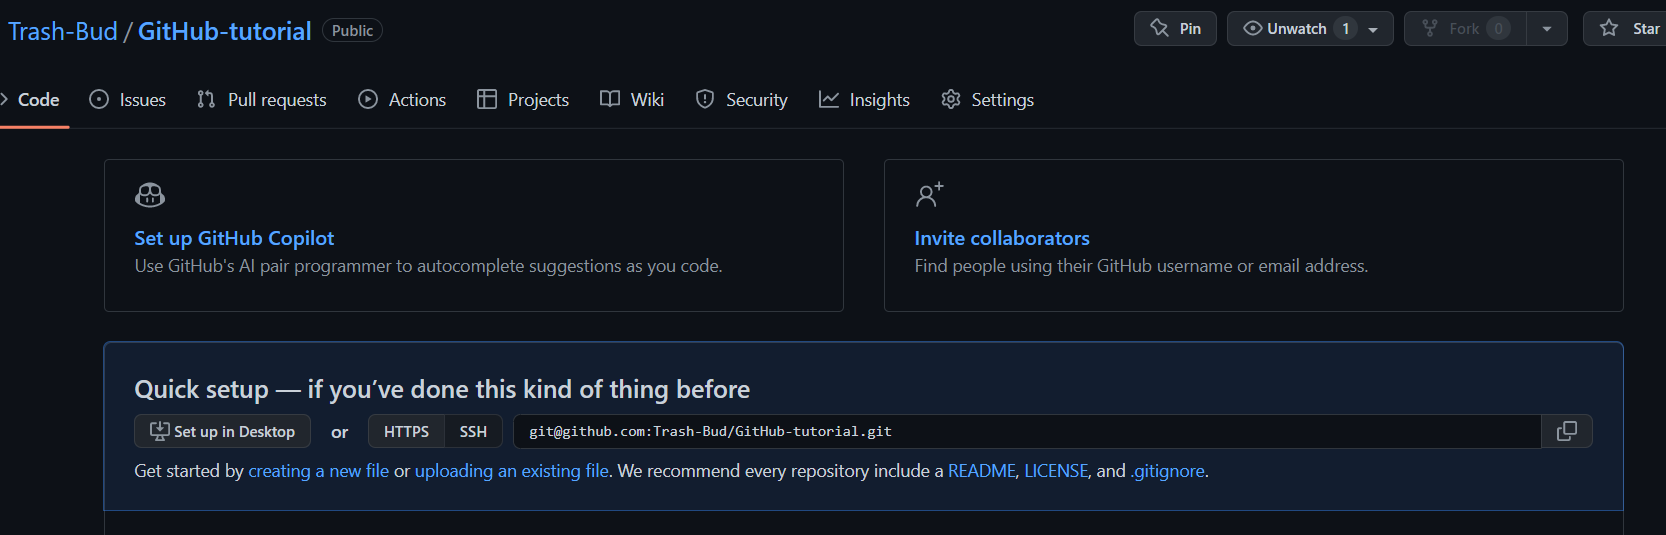 Trash-Bud / GitHub-tutorial Public Pin Unwatch 1 Fork 0 Star
Code Issues Pull requests Actions Projects Wiki Security Insights Settings
Set up GitHub Copilot
Use GitHub's AI pair programmer to autocomplete suggestions as you code.
Invite collaborators
Find people using their GitHub username or email address.
Quick setup — if you’ve done this kind of thing before
Set up in Desktop or HTTPS SSH git@github.com:Trash-Bud/GitHub-tutorial.git
Get started by creating a new file or uploading an existing file. We recommend every repository include a README, LICENSE, and .gitignore.